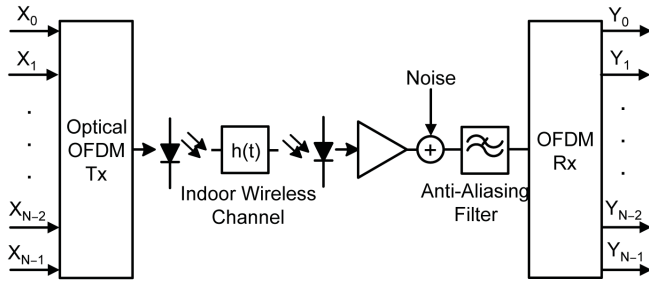 X0
X1
XN−2
XN−1
Optical
OFDM
Tx
h(t)
Indoor Wireless
Channel
Noise
+
Anti-Aliasing
Filter
OFDM
Rx
Y0
Y1
YN−2
YN−1